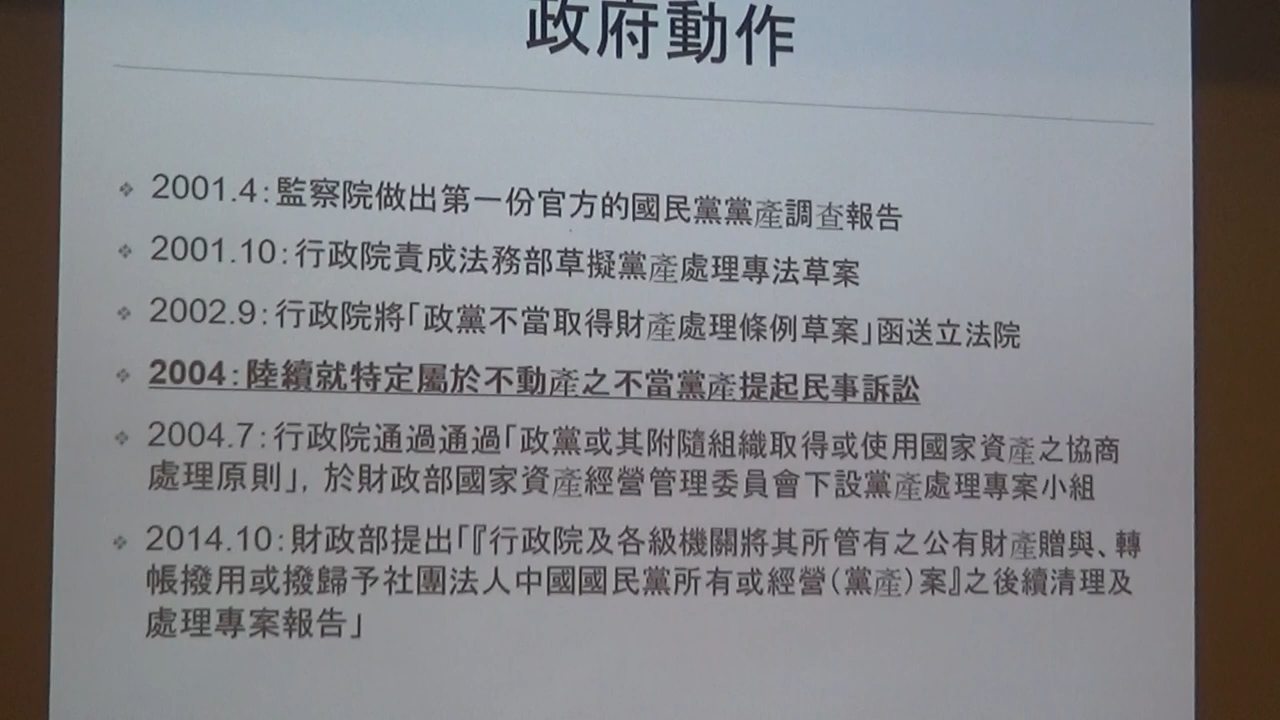 政府動作
2001.4：監察院做出第一份官方的國民黨黨產調查報告
2001.10：行政院責成法務部草擬黨產處理專法草案
2002.9：行政院將「政黨不當取得財產處理條例草案」函送立法院
2004：陸續就特定屬於不動產之不當黨產提起民事訴訟
2004.7：行政院通過通過「政黨或其附隨組織取得或使用國家資產之協商
處理原則」，於財政部國家資產經營管理委員會下設黨產處理專案小組
2014.10：財政部提出「『行政院及各級機關將其所管有之公有財產贈與、轉
帳撥用或撥歸予社團法人中國國民黨所有或經營（黨產）案』之後續清理及
處理專案報告」